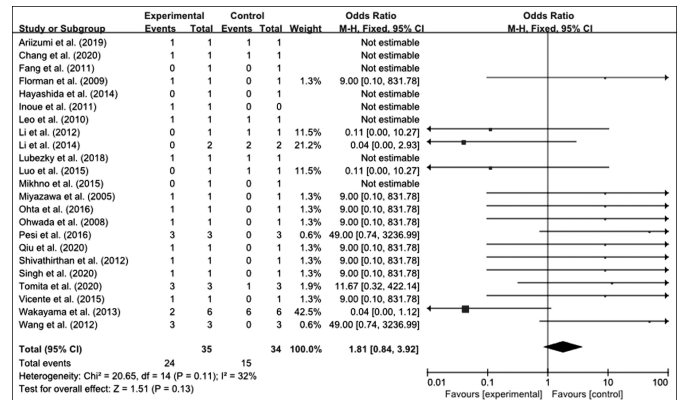 Experimental Control Odds Ratio Odds Ratio
Study or Subgroup Events Total Events Total Weight M-H, Fixed, 95% CI M-H, Fixed, 95% CI
Ariizumi et al. (2019) 1 1 1 1 Not estimable
Chang et al. (2020) 1 1 1 1 Not estimable
Fang et al. (2011) 0 1 0 1 Not estimable
Florman et al. (2009) 1 1 0 1 1.3% 9.00 [0.10, 831.78]
Hayashida et al. (2014) 0 1 0 1 Not estimable
Inoue et al. (2011) 1 1 0 0 Not estimable
Leo et al. (2010) 1 1 1 1 Not estimable
Li et al. (2012) 0 1 1 1 11.5% 0.11 [0.00, 10.27]
Li et al. (2014) 0 2 2 2 21.2% 0.04 [0.00, 2.93]
Lubezky et al. (2018) 1 1 1 1 Not estimable
Luo et al. (2015) 0 1 1 1 11.5% 0.11 [0.00, 10.27]
Mikhno et al. (2015) 0 1 0 1 Not estimable
Miyazawa et al. (2005) 1 1 0 1 1.3% 9.00 [0.10, 831.78]
Ohta et al. (2016) 1 1 0 1 1.3% 9.00 [0.10, 831.78]
Ohwada et al. (2008) 1 1 0 1 1.3% 9.00 [0.10, 831.78]
Pesi et al. (2016) 3 3 0 3 0.6% 49.00 [0.74, 3236.99]
Qiu et al. (2020) 1 1 0 1 1.3% 9.00 [0.10, 831.78]
Shivathirthan et al. (2012) 1 1 0 1 1.3% 9.00 [0.10, 831.78]
Singh et al. (2020) 1 1 0 1 1.3% 9.00 [0.10, 831.78]
Tomita et al. (2020) 3 3 1 3 1.9% 11.67 [0.32, 422.14]
Vicente et al. (2015) 1 1 0 1 1.3% 9.00 [0.10, 831.78]
Wakayama et al. (2013) 2 6 6 6 42.5% 0.04 [0.00, 1.12]
Wang et al. (2012) 3 3 0 3 0.6% 49.00 [0.74, 3236.99]
Total (95% CI) 35 34 100.0% 1.81 [0.84, 3.92]
Total events 24 15
Heterogeneity: Chi² = 20.65, df = 14 (P = 0.11); I² = 32%
Test for overall effect: Z = 1.51 (P = 0.13)
0.01 0.1 1 10 100
Favours [experimental] Favours [control]